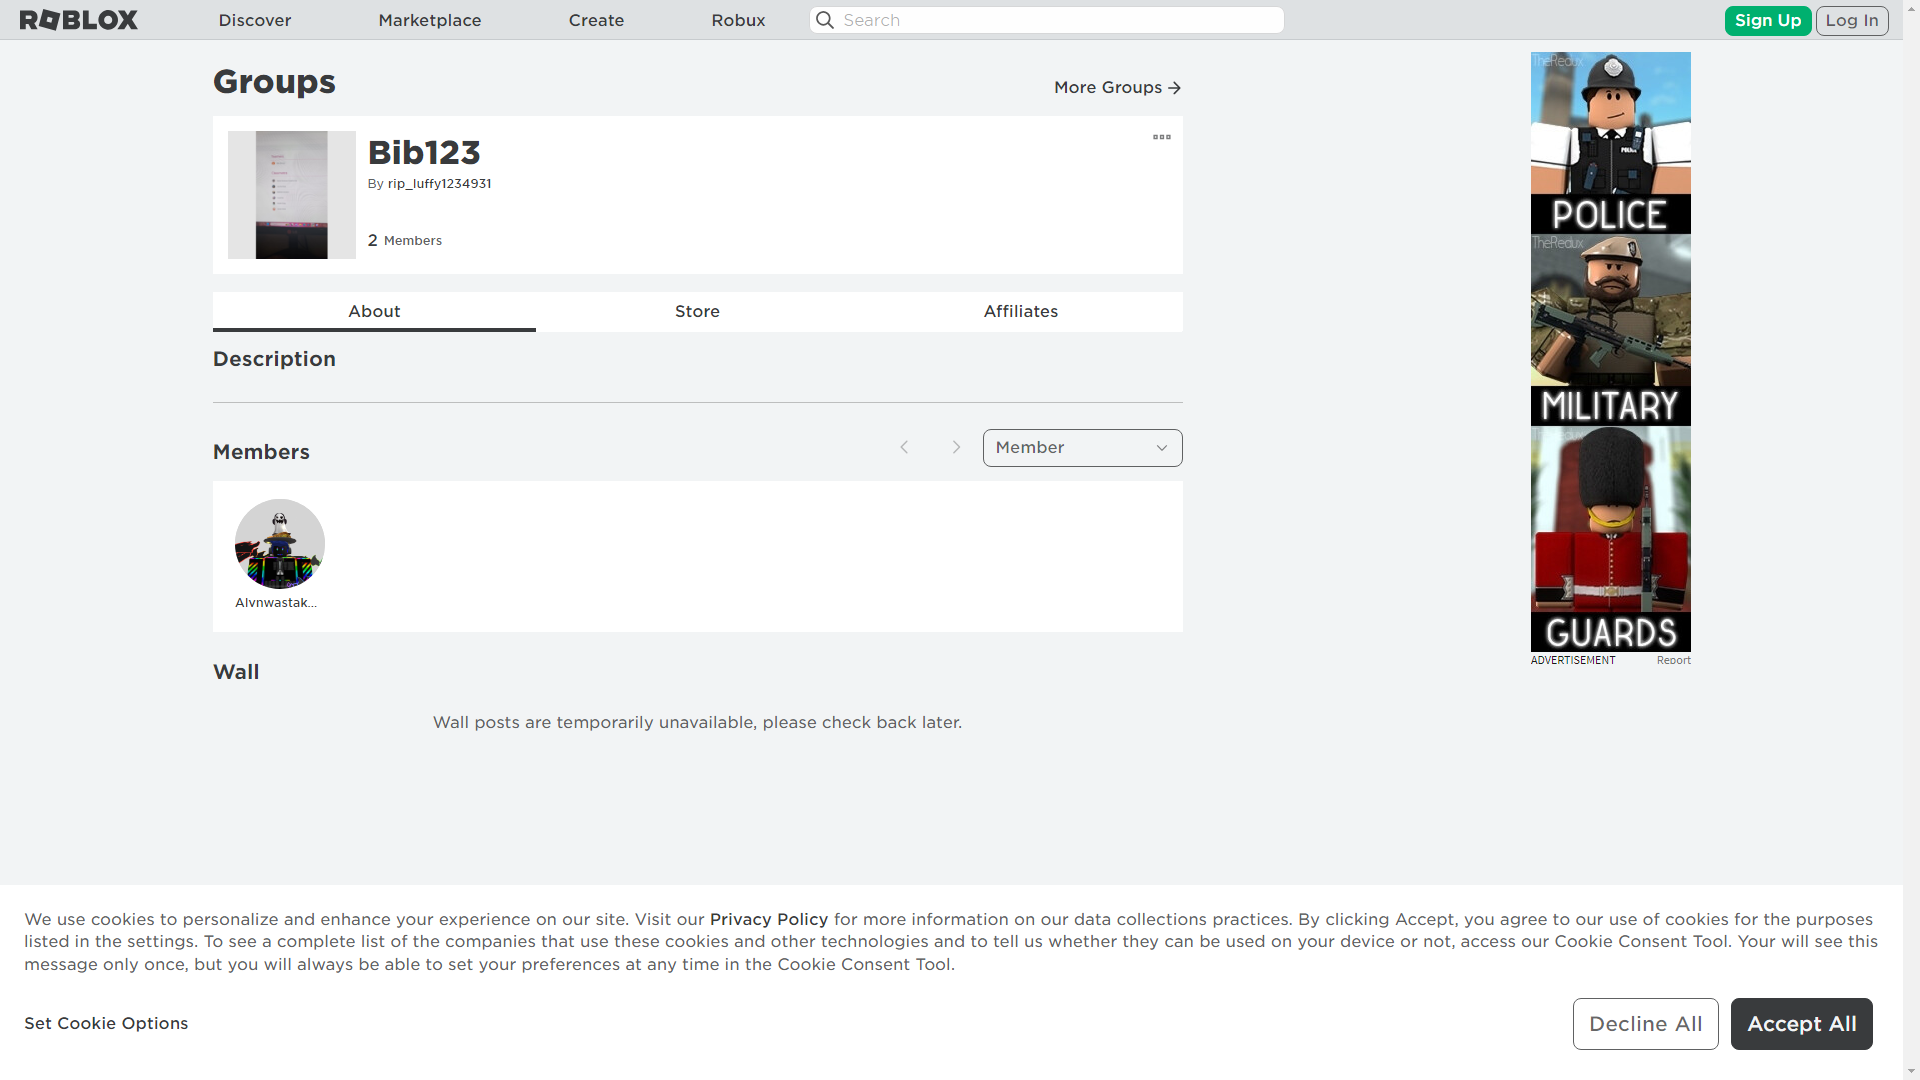 ROBLOX
Discover
Marketplace
Create
Robux
Search
Sign Up
Log In
Groups
More Groups
Bib123
By rip_luffy1234931
2 Members
About
Store
Affiliates
Description
Members
Member
Alvnwastak...
Wall
Wall posts are temporarily unavailable, please check back later.
TheRedux
POLICE
TheRedux
MILITARY
GUARDS
ADVERTISEMENT
Report
We use cookies to personalize and enhance your experience on our site. Visit our Privacy Policy for more information on our data collections practices. By clicking Accept, you agree to our use of cookies for the purposes
listed in the settings. To see a complete list of the companies that use these cookies and other technologies and to tell us whether they can be used on your device or not, access our Cookie Consent Tool. Your will see this
message only once, but you will always be able to set your preferences at any time in the Cookie Consent Tool.
Set Cookie Options
Decline All
Accept All